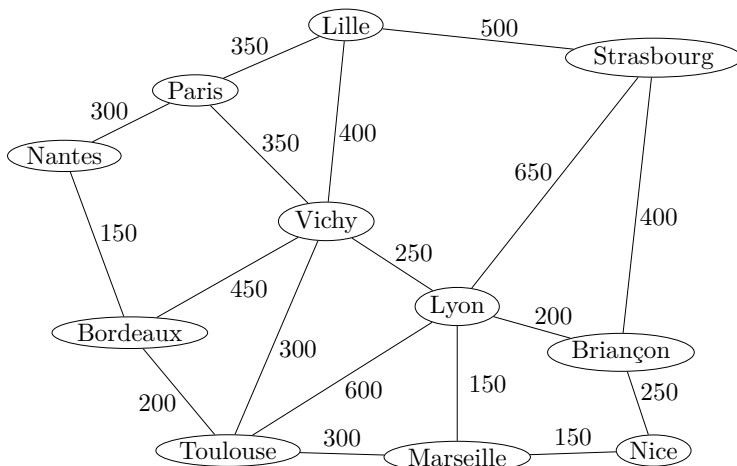 Lille
500
350
Strasbourg
Paris
300
350
400
Nantes
650
Vichy
400
150
250
450
Lyon
200
Bordeaux
300
Briançon
600
150
250
200
Toulouse
300
Marseille
150
Nice